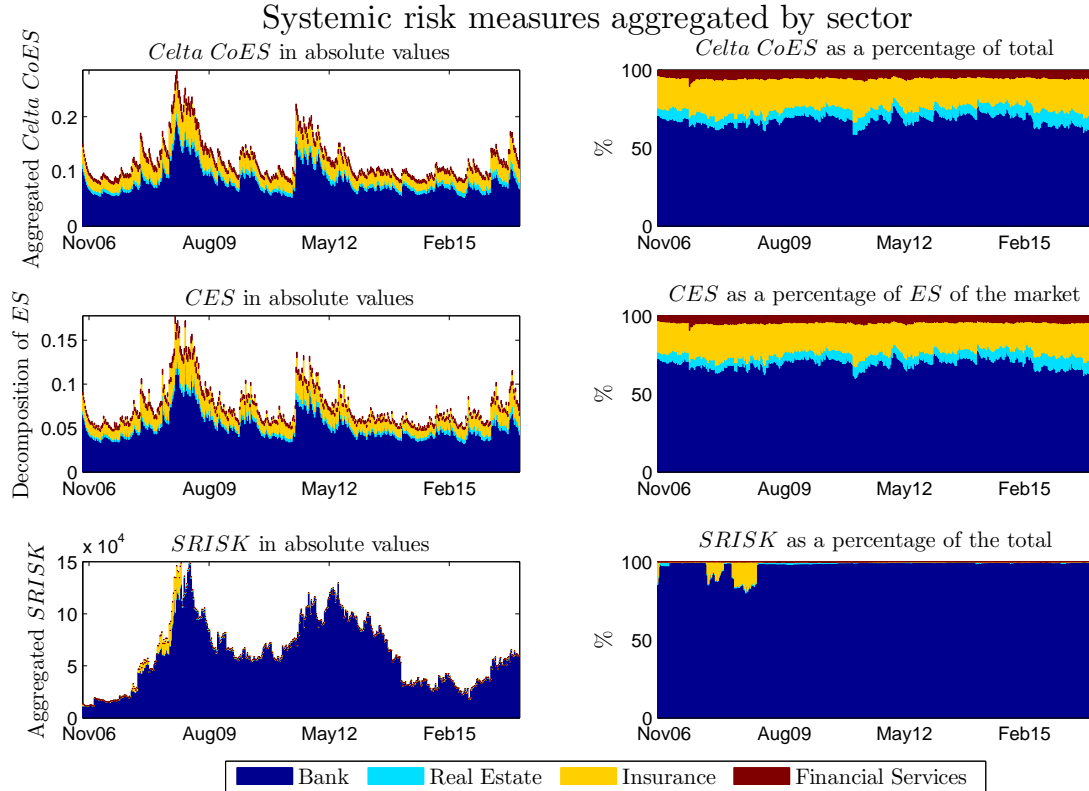 Systemic risk measures aggregated by sector
Celta CoES in absolute values
Aggregated Celta CoES
0.2
0.1
0
Nov06 Aug09 May12 Feb15
Celta CoES as a percentage of total
%
100
50
0
Nov06 Aug09 May12 Feb15
CES in absolute values
Decomposition of ES
0.15
0.1
0.05
0
Nov06 Aug09 May12 Feb15
CES as a percentage of ES of the market
%
100
50
0
Nov06 Aug09 May12 Feb15
SRISK in absolute values
Aggregated SRISK
x 10^4
15
10
5
0
Nov06 Aug09 May12 Feb15
SRISK as a percentage of the total
%
100
50
0
Nov06 Aug09 May12 Feb15
Bank Real Estate Insurance Financial Services